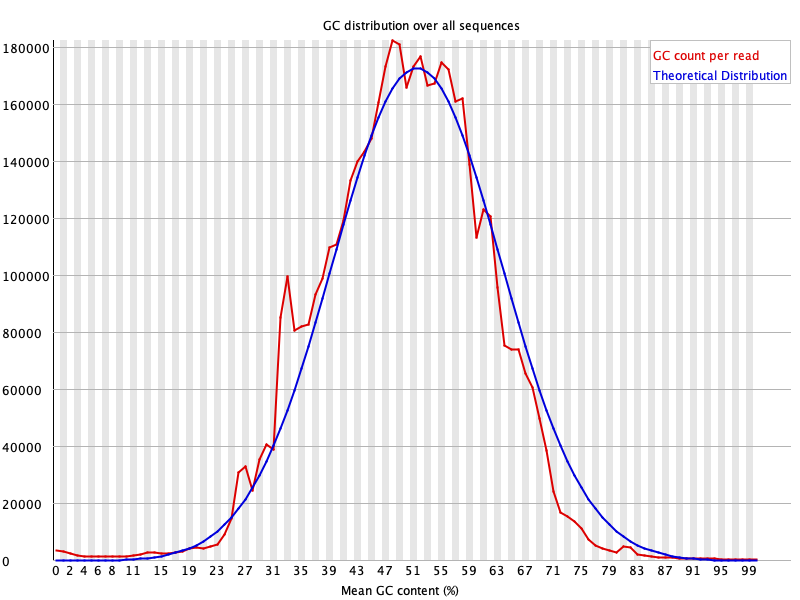 GC distribution over all sequences
GC count per read
Theoretical Distribution
180000
160000
140000
120000
100000
80000
60000
40000
20000
0
0 2 4 6 8 11 15 19 23 27 31 35 39 43 47 51 55 59 63 67 71 75 79 83 87 91 95 99
Mean GC content (%)